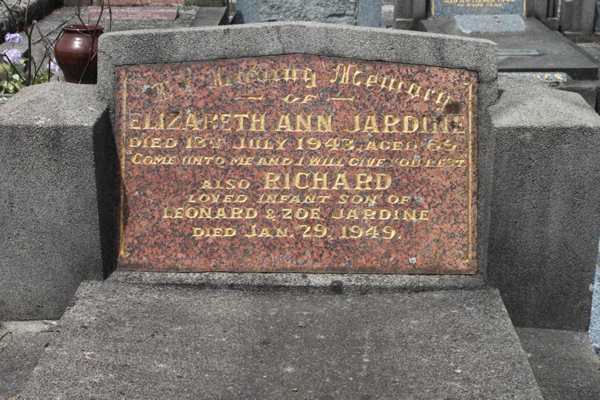 In Loving Memory
OF
ELIZABETH ANN JARDINE
DIED 13TH JULY 1943, AGED 69
"COME UNTO ME AND I WILL GIVE YOU REST."
ALSO RICHARD
LOVED INFANT SON OF
LEONARD & ZOE JARDINE
DIED JAN. 29. 1949.